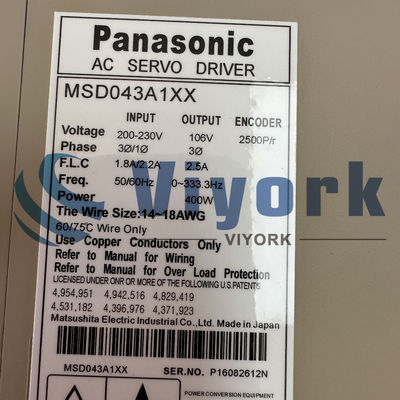 Panasonic
AC SERVO DRIVER
MSD043A1XX
INPUT OUTPUT ENCODER
Voltage 200-230V 106V 2500P/r
Phase 3Ø/1Ø 3Ø
F.L.C 1.8A/2.2A 2.5A
Freq. 50/60Hz 0~333.3Hz
Power 400W
The Wire Size:14~18AWG
60/75C Wire Only
Use Copper Conductors Only
Refer to Manual for Wiring
Refer to Manual for Over Load Protection
LICENSED UNDER ONR OR MORE OF THE FOLLOWING US.PATENTS
4,954,951 4,942,516 4,829,419
4,531,182 4,396,976 4,371,923
Matsushita Electric Industrial Co.,Ltd. Made in Japan
MSD043A1XX SER.NO. P16082612N
POWER CONVERSION EQUIPMENT
Viyork
VIYORK